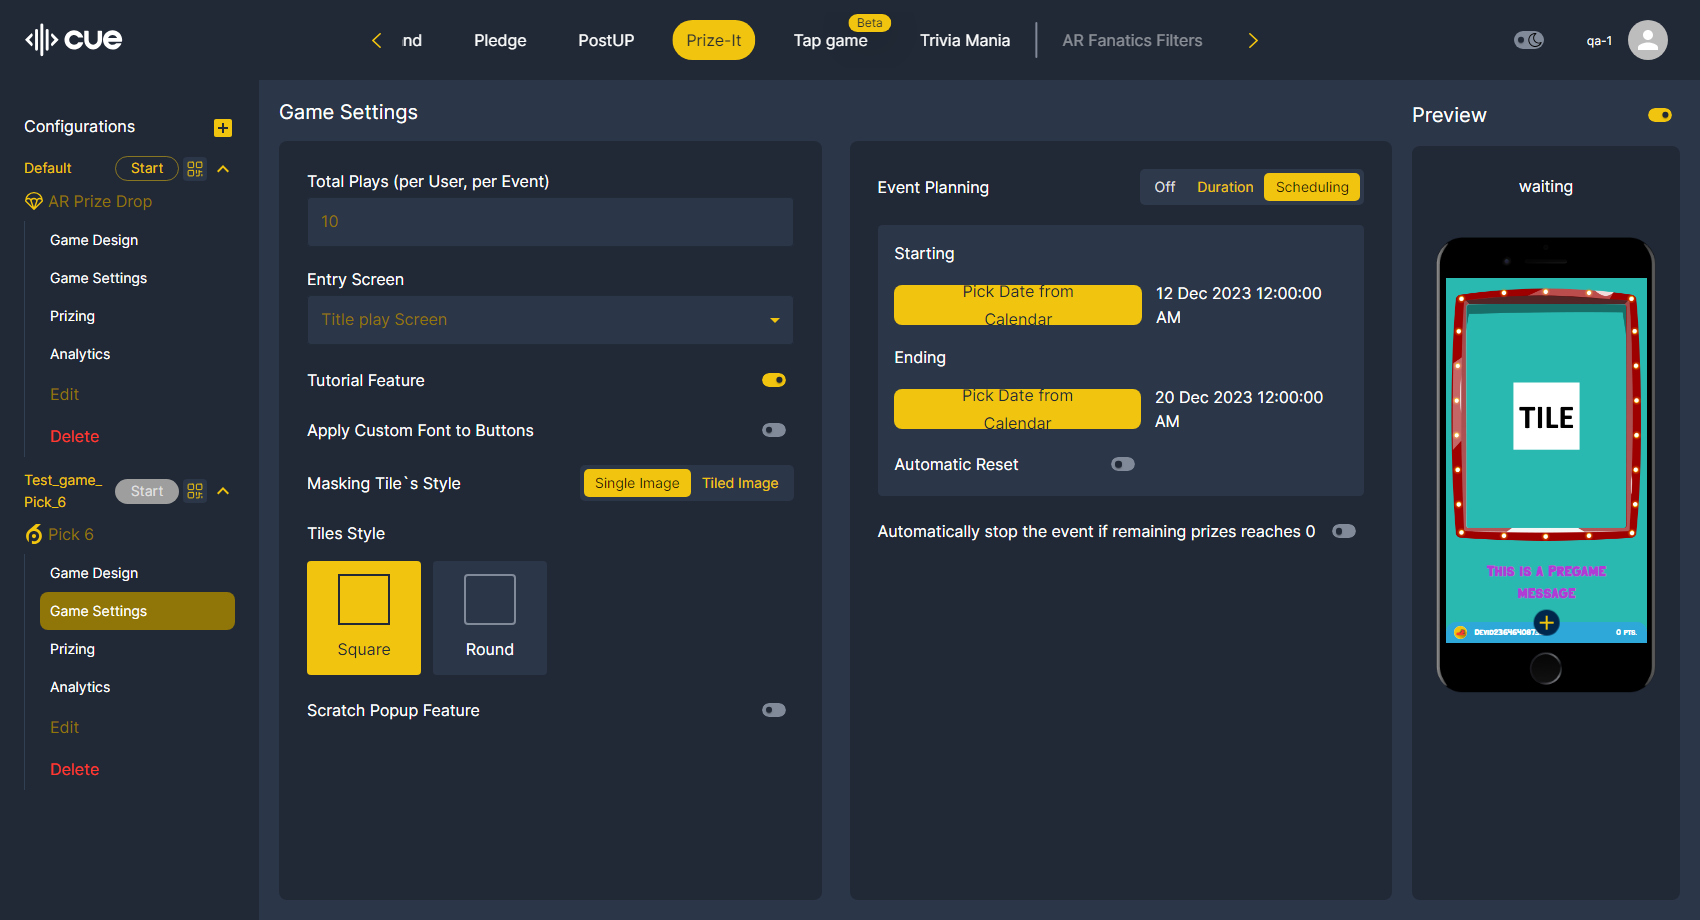 cue
nd
Pledge
PostUP
Prize-It
Beta
Tap game
Trivia Mania
AR Fanatics Filters
qa-1
Configurations
Default
Start
AR Prize Drop
Game Design
Game Settings
Prizing
Analytics
Edit
Delete
Test_game_
Pick_6
Start
Pick 6
Game Design
Game Settings
Prizing
Analytics
Edit
Delete
Game Settings
Total Plays (per User, per Event)
10
Entry Screen
Title play Screen
Tutorial Feature
Apply Custom Font to Buttons
Masking Tile`s Style
Single Image
Tiled Image
Tiles Style
Square
Round
Scratch Popup Feature
Event Planning
Off
Duration
Scheduling
Starting
Pick Date from
Calendar
12 Dec 2023 12:00:00
AM
Ending
Pick Date from
Calendar
20 Dec 2023 12:00:00
AM
Automatic Reset
Automatically stop the event if remaining prizes reaches 0
Preview
waiting
TILE
THIS IS A PREGAME
MESSAGE
0 PTS.